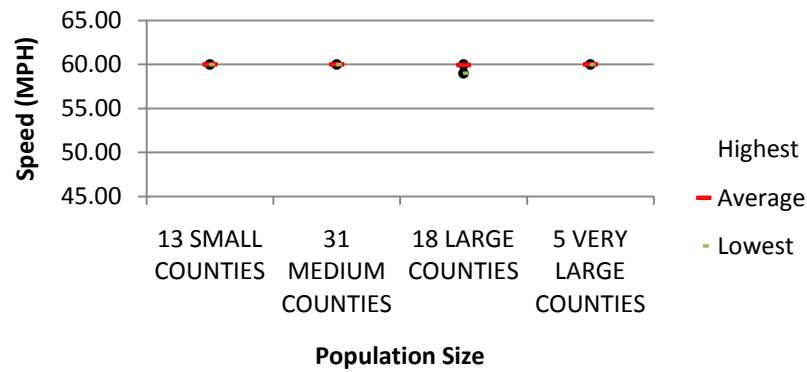 65.00
60.00
55.00
50.00
45.00
Speed (MPH)
13 SMALL
COUNTIES
31
MEDIUM
COUNTIES
18 LARGE
COUNTIES
5 VERY
LARGE
COUNTIES
Population Size
Highest
Average
Lowest